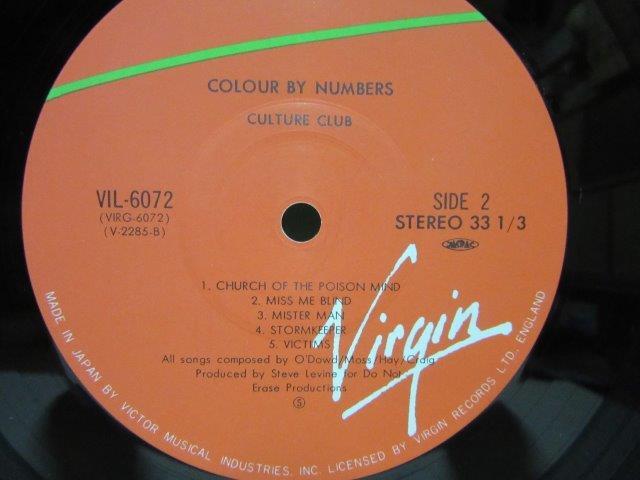 COLOUR BY NUMBERS
CULTURE CLUB
VIL-6072
(VIRG-6072)
(V-2285-B)
SIDE 2
STEREO 33 1/3
1. CHURCH OF THE POISON MIND
2. MISS ME BLIND
3. MISTER MAN
4. STORMKEEPER
5. VICTIMS
All songs composed by O'Dowd/Moss/Hay/Craig
Produced by Steve Levine for Do Not
Erase Productions
Ⓢ
Virgin
MADE IN JAPAN BY VICTOR MUSICAL INDUSTRIES, INC. LICENSED BY VIRGIN RECORDS LTD. ENGLAND